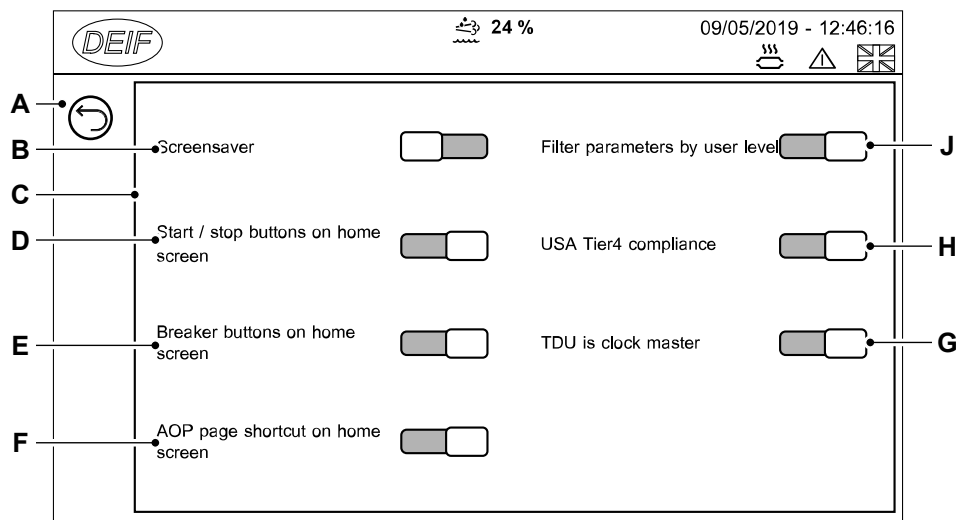 DEIF
24 %
09/05/2019 - 12:46:16
A
B
Screensaver
Filter parameters by user level
J
C
D
Start / stop buttons on home
screen
USA Tier4 compliance
H
E
Breaker buttons on home
screen
TDU is clock master
G
F
AOP page shortcut on home
screen